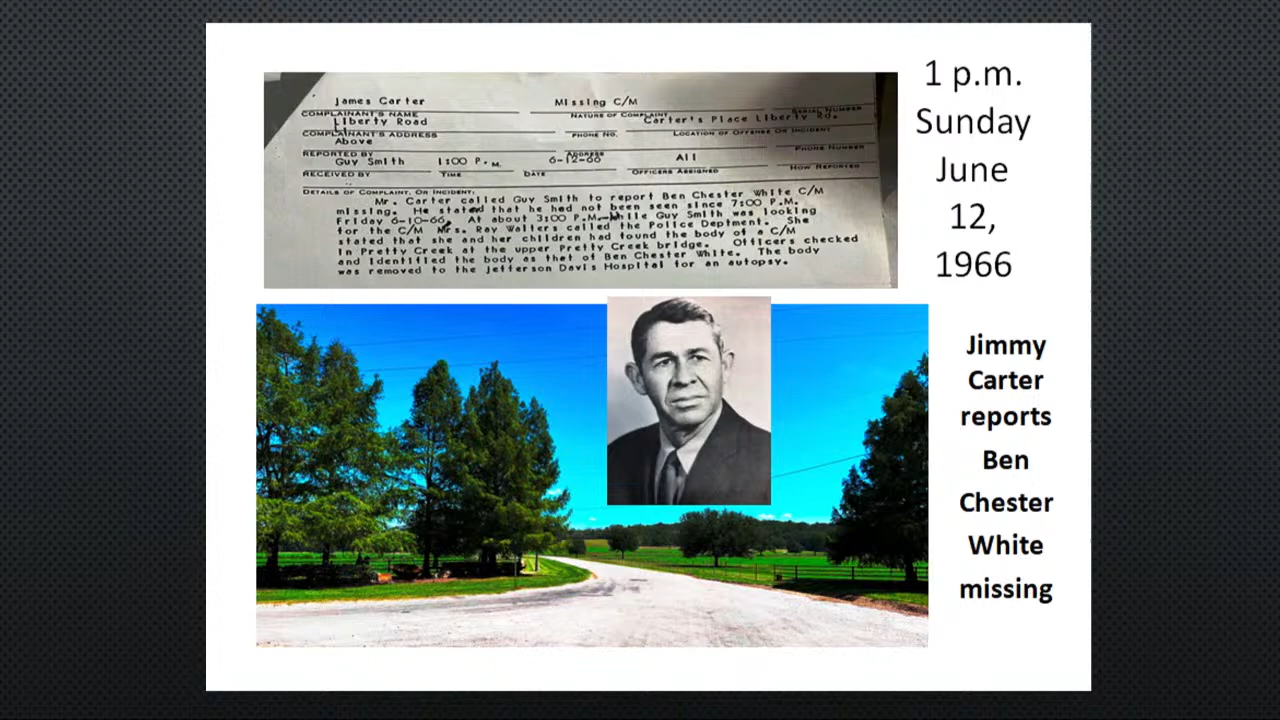 James Carter Missing C/M
COMPLAINANT'S NAME NATURE OF COMPLAINT SERIAL NUMBER
Liberty Road Carter's Place Liberty Rd.
COMPLAINANT'S ADDRESS PHONE NO. LOCATION OF OFFENSE OR INCIDENT
Above
REPORTED BY ADDRESS PHONE NUMBER
Guy Smith 1:00 P.M. 6-12-66 All
RECEIVED BY TIME DATE OFFICERS ASSIGNED HOW REPORTED
DETAILS OF COMPLAINT, OR INCIDENT:
Mr. Carter called Guy Smith to report Ben Chester White C/M
missing. He stated that he had not been seen since 7:00 P.M.
Friday 6-10-66. At about 3:00 P.M. While Guy Smith was looking
for the C/M Mrs. Ray Walters called the Police Deptment. She
stated that she and her children had found the body of a C/M
in Pretty Creek at the upper Pretty Creek bridge. Officers checked
and identified the body as that of Ben Chester White. The body
was removed to the Jefferson Davis Hospital for an autopsy.
1 p.m.
Sunday
June
12,
1966
Jimmy
Carter
reports
Ben
Chester
White
missing